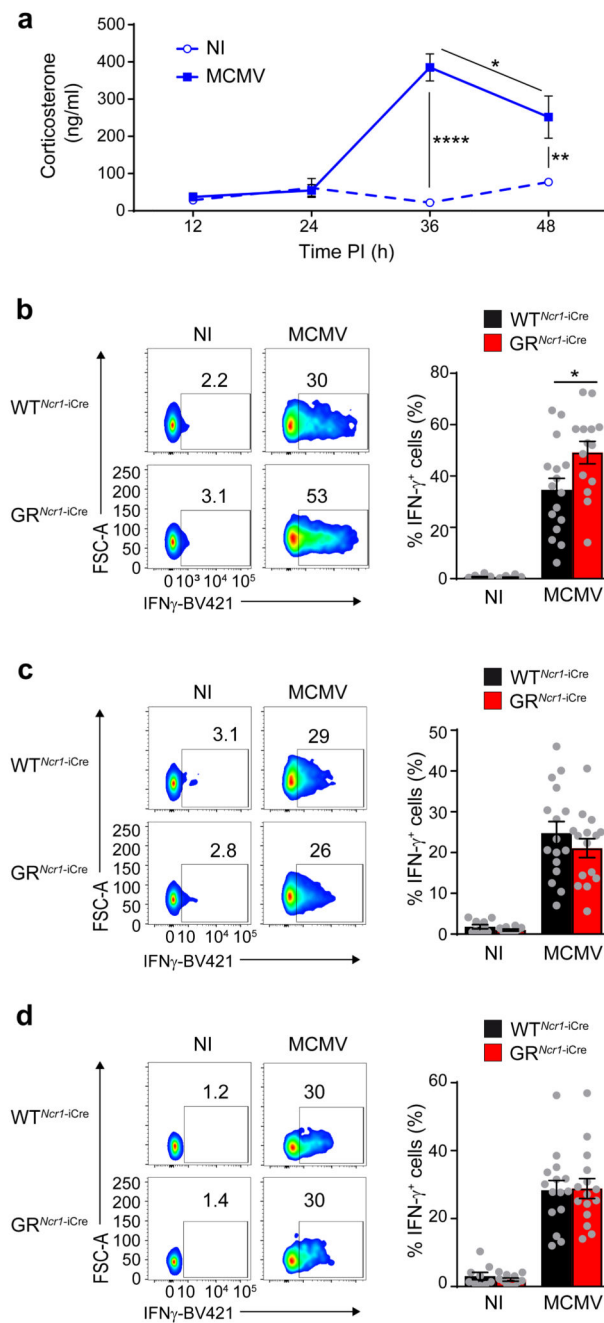 a
NI
MCMV
Corticosterone
(ng/ml)
500
400
300
200
100
0
*
****
**
12
24
36
48
Time PI (h)
b
NI
MCMV
WT^Ncr1-iCre
2.2
30
GR^Ncr1-iCre
3.1
53
250
200
150
100
50
0
FSC-A
0 10³ 10⁴ 10⁵
IFNγ-BV421
WT^Ncr1-iCre
GR^Ncr1-iCre
*
% IFN-γ⁺ cells (%)
80
60
40
20
0
NI
MCMV
c
NI
MCMV
WT^Ncr1-iCre
3.1
29
GR^Ncr1-iCre
2.8
26
250
200
150
100
50
0
FSC-A
0 10 10⁴ 10⁵
IFNγ-BV421
WT^Ncr1-iCre
GR^Ncr1-iCre
% IFN-γ⁺ cells (%)
50
40
30
20
10
0
NI
MCMV
d
NI
MCMV
WT^Ncr1-iCre
1.2
30
GR^Ncr1-iCre
1.4
30
250
200
150
100
50
0
FSC-A
0 10³ 10⁴ 10⁵
IFNγ-BV421
WT^Ncr1-iCre
GR^Ncr1-iCre
% IFN-γ⁺ cells (%)
60
40
20
0
NI
MCMV